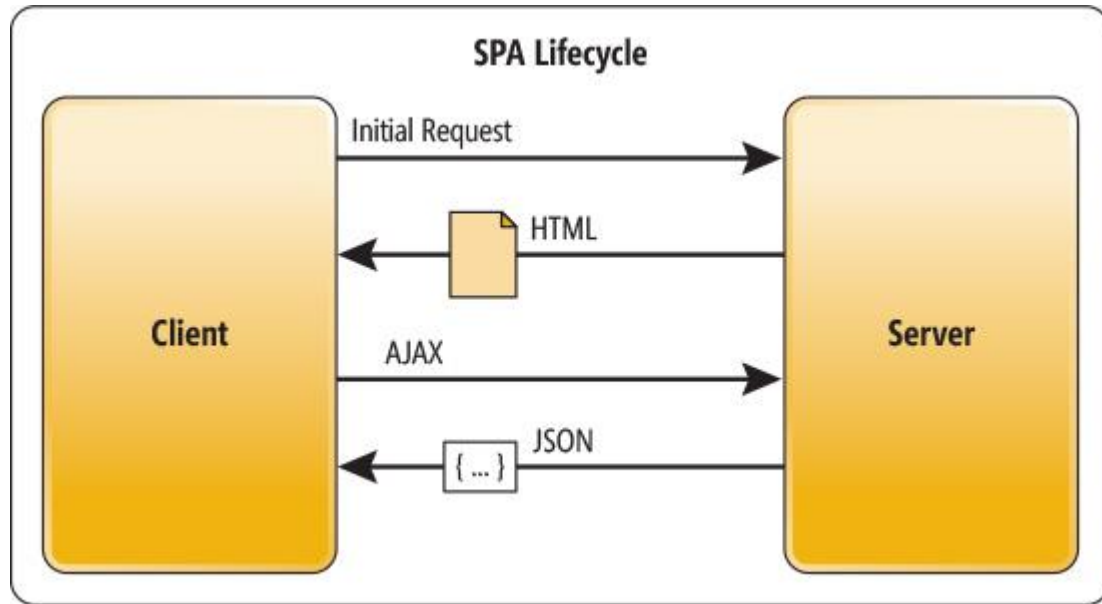 SPA Lifecycle
Initial Request
HTML
Client
Server
AJAX
JSON
{ ... }